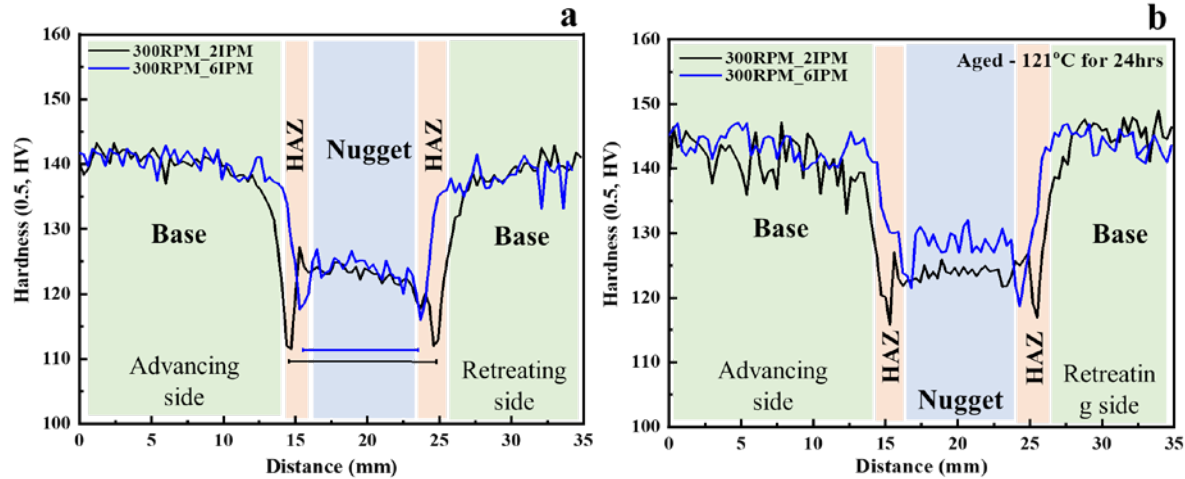 a
160
150
140
130
120
110
100
0
5
10
15
20
25
30
35
Hardness (0.5, HV)
Distance (mm)
300RPM_2IPM
300RPM_6IPM
HAZ
Nugget
HAZ
Base
Base
Advancing
side
Retreating
side
b
160
150
140
130
120
110
100
0
5
10
15
20
25
30
35
Hardness (0.5, HV)
Distance (mm)
300RPM_2IPM
300RPM_6IPM
Aged - 121ºC for 24hrs
Base
Base
HAZ
HAZ
Nugget
Advancing
side
Retreatin
g side